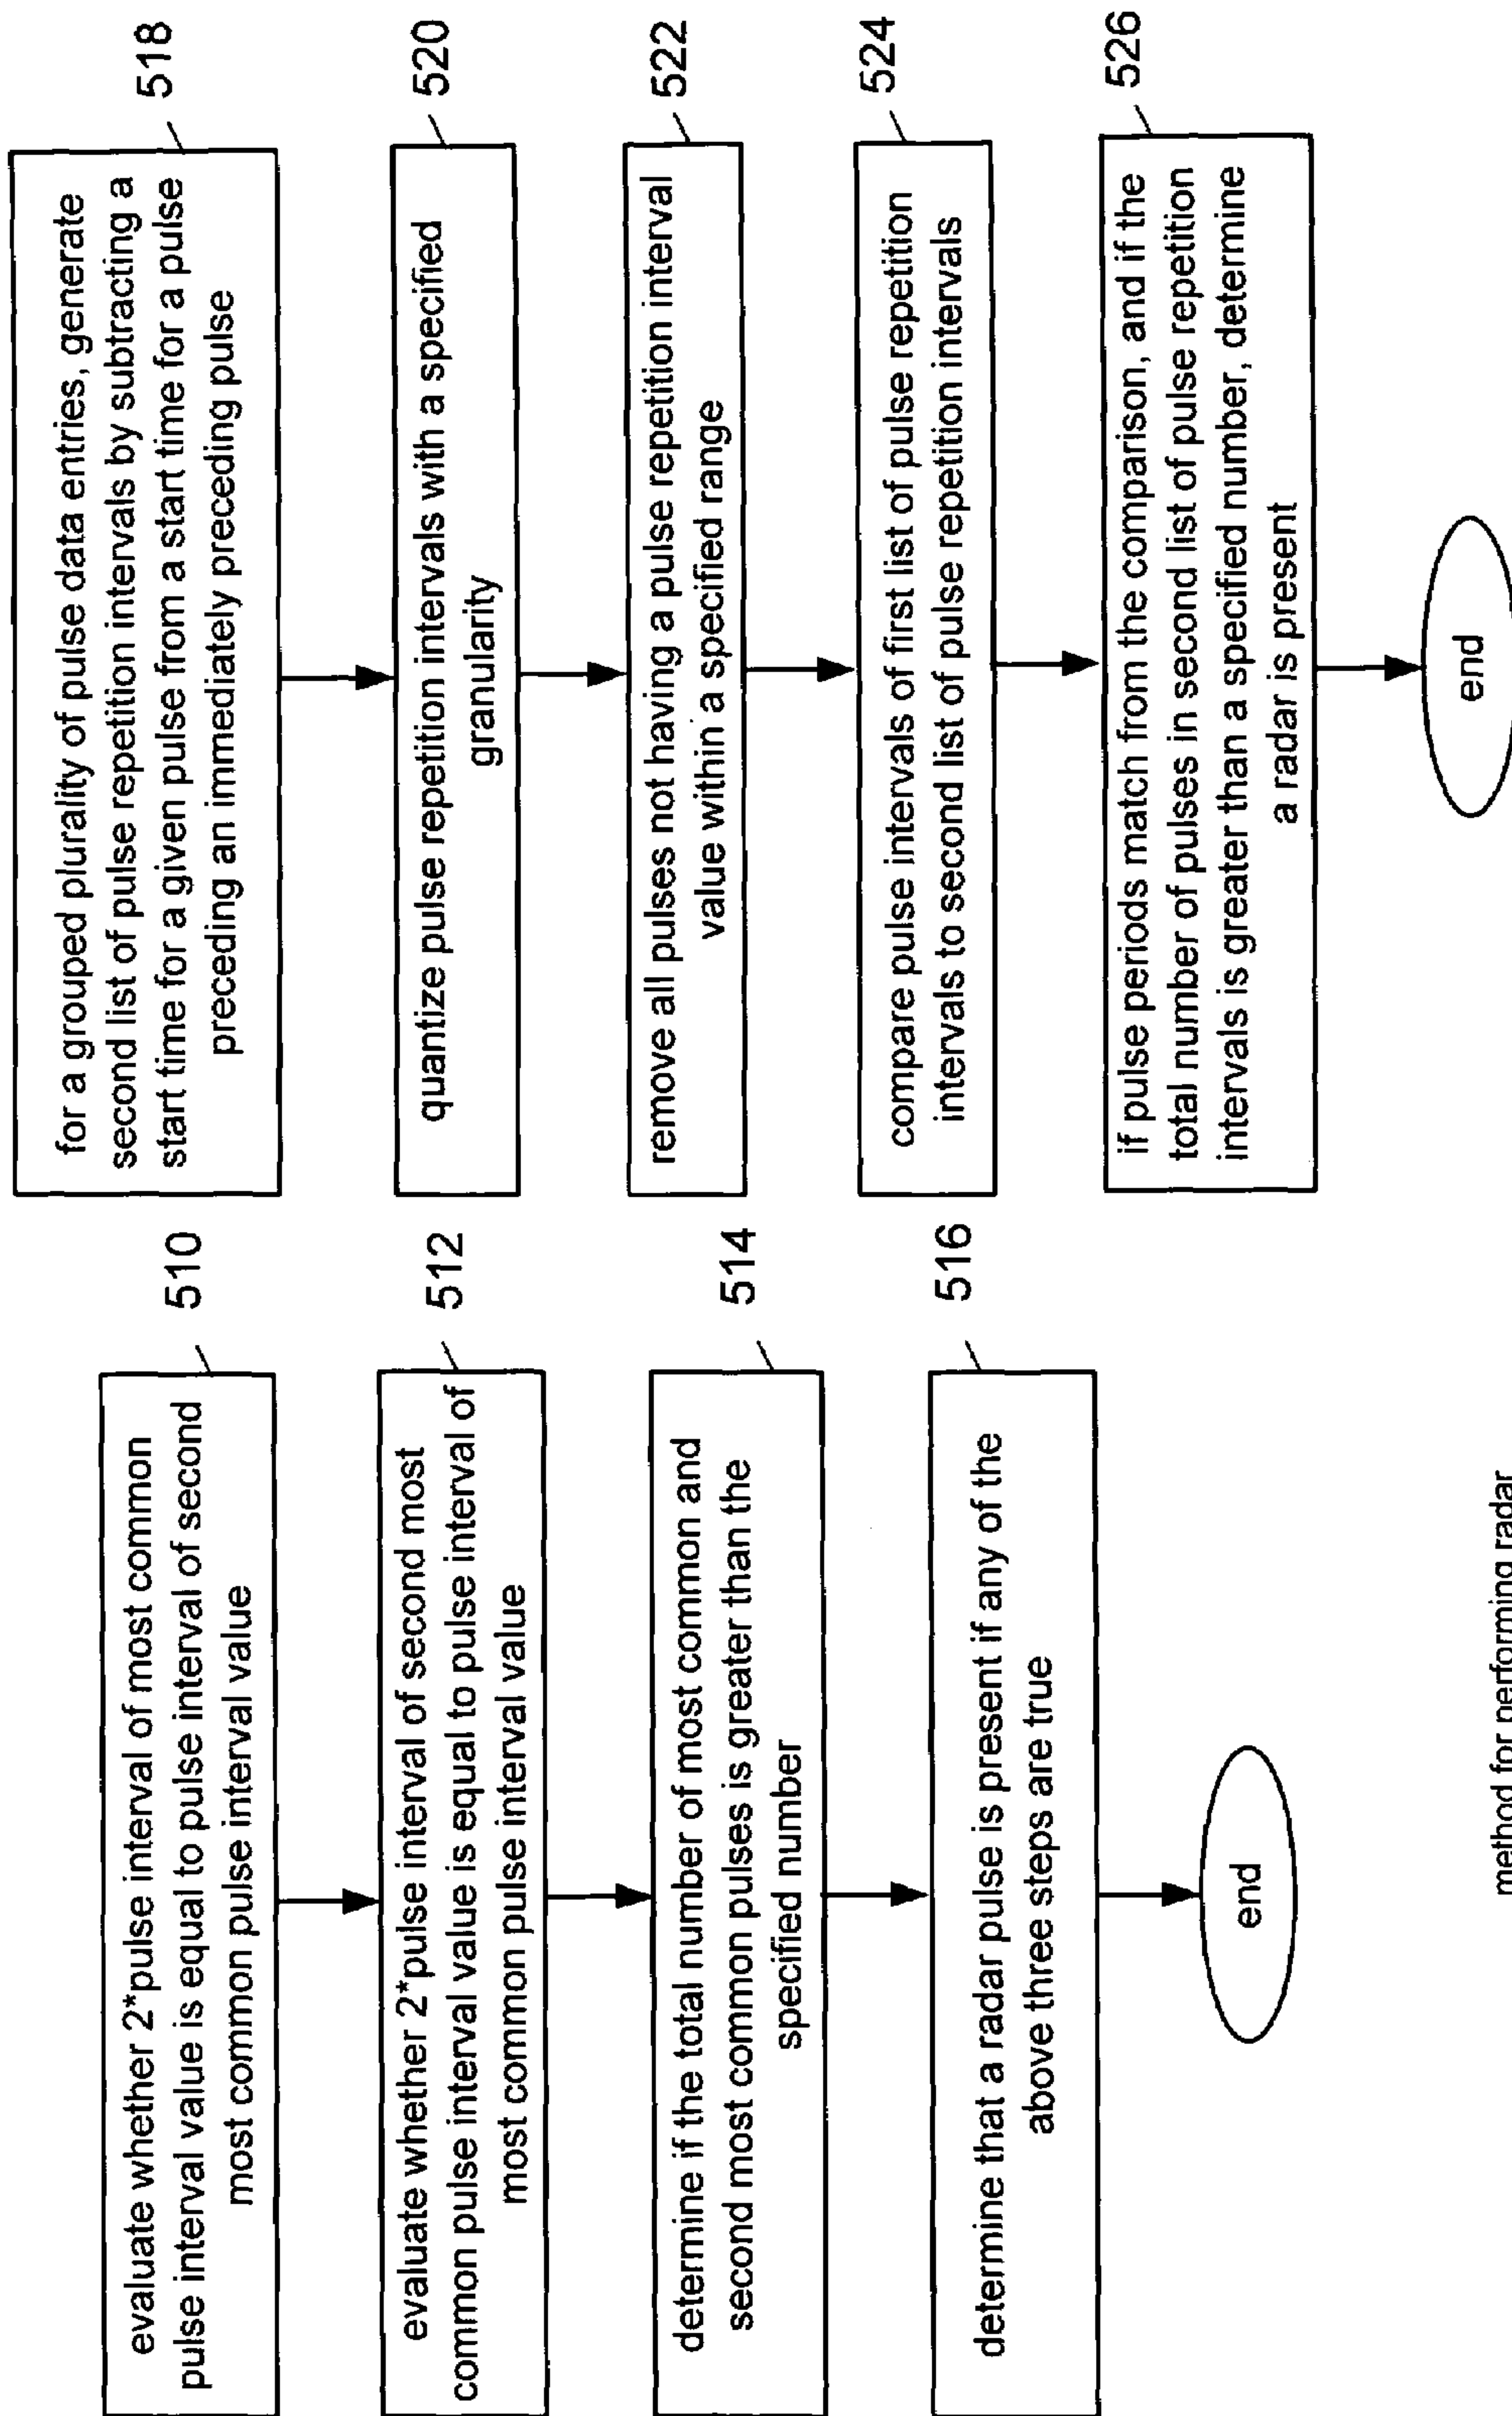 evaluate whether 2*pulse interval of most common
pulse interval value is equal to pulse interval of second
most common pulse interval value
510
evaluate whether 2*pulse interval of second most
common pulse interval value is equal to pulse interval of
most common pulse interval value
512
determine if the total number of most common and
second most common pulses is greater than the
specified number
514
determine that a radar pulse is present if any of the
above three steps are true
516
end
for a grouped plurality of pulse data entries, generate
second list of pulse repetition intervals by subtracting a
start time for a given pulse from a start time for a pulse
preceding an immediately preceding pulse
518
quantize pulse repetition intervals with a specified
granularity
520
remove all pulses not having a pulse repetition interval
value within a specified range
522
compare pulse intervals of first list of pulse repetition
intervals to second list of pulse repetition intervals
524
if pulse periods match from the comparison, and if the
total number of pulses in second list of pulse repetition
intervals is greater than a specified number, determine
a radar is present
526
end
method for performing radar